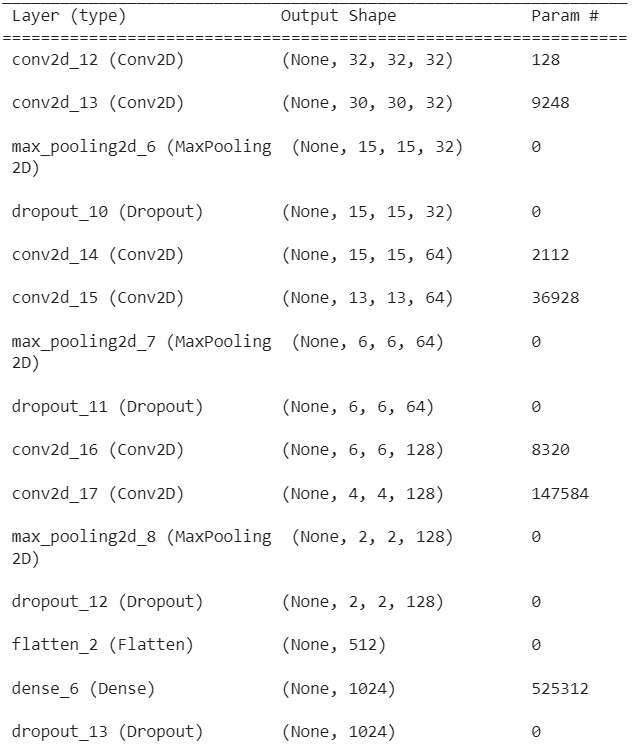 Layer (type) Output Shape Param #
=================================================================
conv2d_12 (Conv2D) (None, 32, 32, 32) 128
conv2d_13 (Conv2D) (None, 30, 30, 32) 9248
max_pooling2d_6 (MaxPooling (None, 15, 15, 32) 0
2D)
dropout_10 (Dropout) (None, 15, 15, 32) 0
conv2d_14 (Conv2D) (None, 15, 15, 64) 2112
conv2d_15 (Conv2D) (None, 13, 13, 64) 36928
max_pooling2d_7 (MaxPooling (None, 6, 6, 64) 0
2D)
dropout_11 (Dropout) (None, 6, 6, 64) 0
conv2d_16 (Conv2D) (None, 6, 6, 128) 8320
conv2d_17 (Conv2D) (None, 4, 4, 128) 147584
max_pooling2d_8 (MaxPooling (None, 2, 2, 128) 0
2D)
dropout_12 (Dropout) (None, 2, 2, 128) 0
flatten_2 (Flatten) (None, 512) 0
dense_6 (Dense) (None, 1024) 525312
dropout_13 (Dropout) (None, 1024) 0